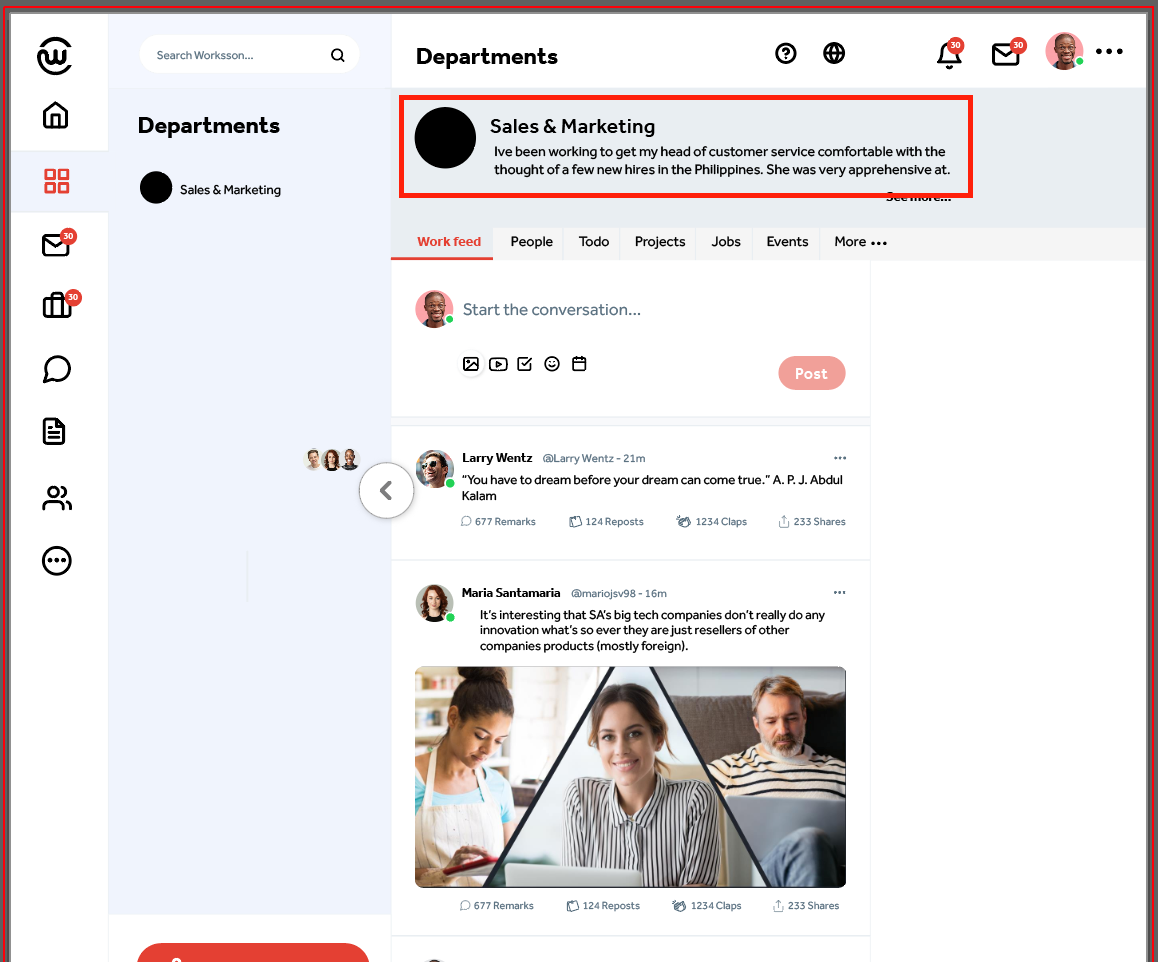 Search Worksson...
Departments
30
30
Departments
Sales & Marketing
Ive been working to get my head of customer service comfortable with the
thought of a few new hires in the Philippines. She was very apprehensive at.
See more...
Sales & Marketing
30
30
Work feed
People
Todo
Projects
Jobs
Events
More
Start the conversation...
Post
Larry Wentz @Larry Wentz - 21m
"You have to dream before your dream can come true." A. P. J. Abdul
Kalam
677 Remarks
124 Reposts
1234 Claps
233 Shares
Maria Santamaria @mariojsv98 - 16m
It's interesting that SA's big tech companies don't really do any
innovation what's so ever they are just resellers of other
companies products (mostly foreign).
677 Remarks
124 Reposts
1234 Claps
233 Shares